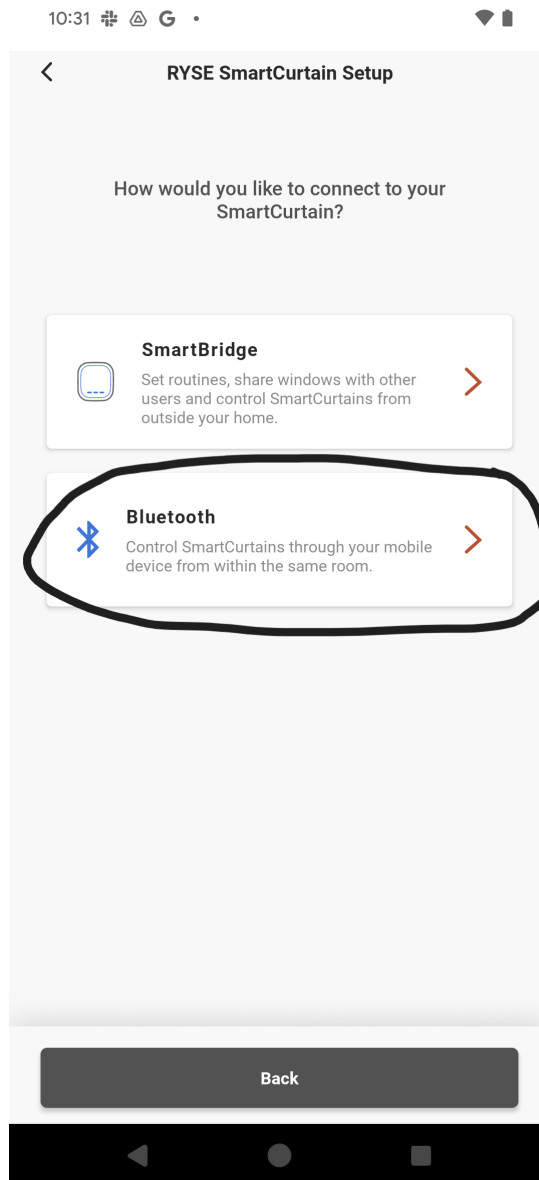 10:31
RYSE SmartCurtain Setup
How would you like to connect to your
SmartCurtain?
SmartBridge
Set routines, share windows with other
users and control SmartCurtains from
outside your home.
Bluetooth
Control SmartCurtains through your mobile
device from within the same room.
Back